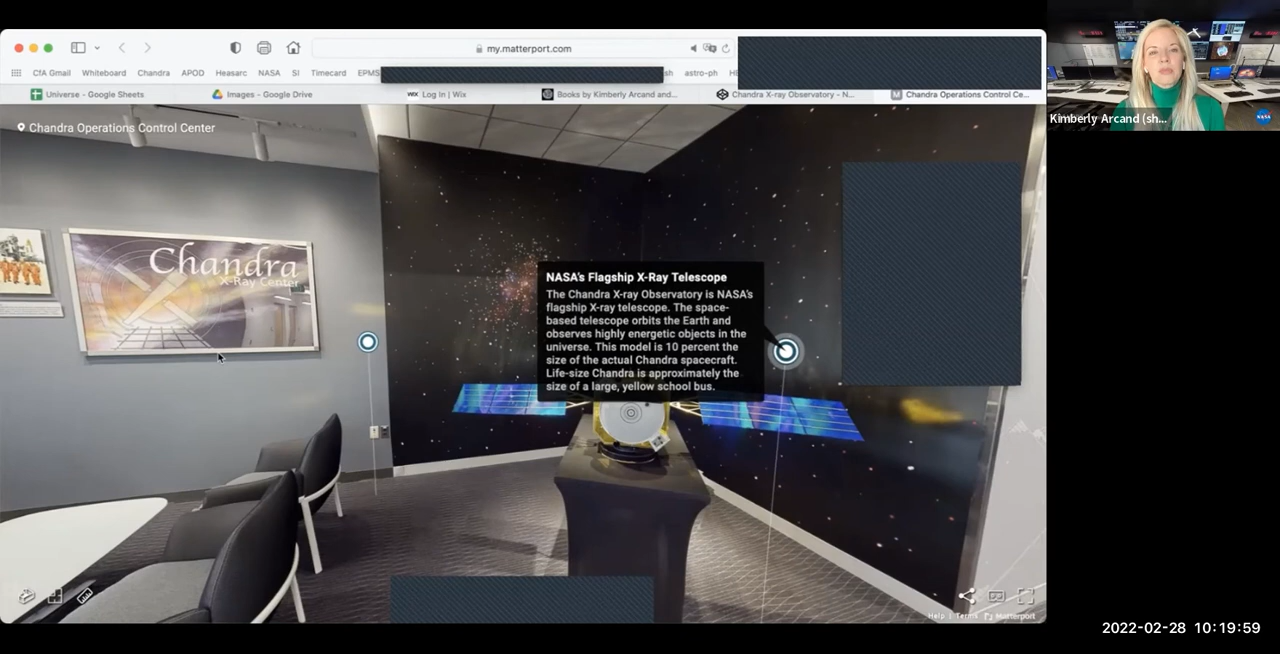 my.matterport.com
CfA Gmail Whiteboard Chandra APOD Heasarc NASA SI Timecard EPMS astro-ph
Universe - Google Sheets
Images - Google Drive
WIX Log In | Wix
Books by Kimberly Arcand and...
Chandra X-ray Observatory - N...
M Chandra Operations Control Ce...
Chandra Operations Control Center
Chandra
X-Ray Center
NASA's Flagship X-Ray Telescope
The Chandra X-ray Observatory is NASA's
flagship X-ray telescope. The space-
based telescope orbits the Earth and
observes highly energetic objects in the
universe. This model is 10 percent the
size of the actual Chandra spacecraft.
Life-size Chandra is approximately the
size of a large, yellow school bus.
Help | Terms Matterport
Kimberly Arcand (sh...
NASA
2022-02-28 10:19:59